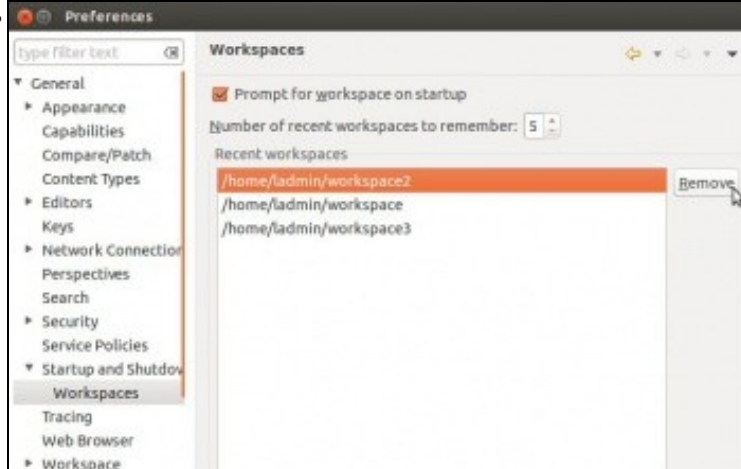 Preferences
type filter text
General
Appearance
Capabilities
Compare/Patch
Content Types
Editors
Keys
Network Connection
Perspectives
Search
Security
Service Policies
Startup and Shutdow
Workspaces
Tracing
Web Browser
Workspace
Workspaces
Prompt for workspace on startup
Number of recent workspaces to remember: 5
Recent workspaces
/home/ladmin/workspace2
/home/ladmin/workspace
/home/ladmin/workspace3
Remove